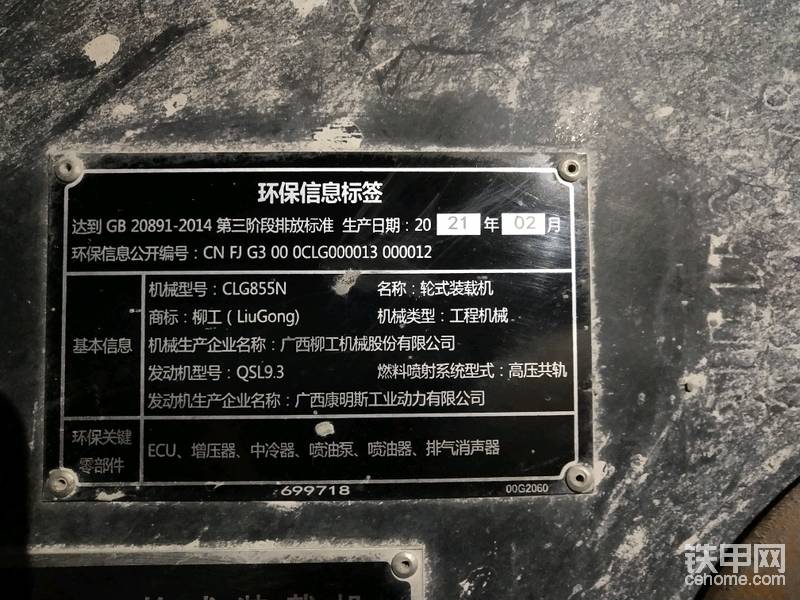 环保信息标签
达到 GB 20891-2014 第三阶段排放标准 生产日期: 20 21 年 02 月
环保信息公开编号: CN FJ G3 00 0CLG000013 000012
机械型号: CLG855N 名称: 轮式装载机
商标: 柳工 ( LiuGong) 机械类型: 工程机械
基本信息 机械生产企业名称: 广西柳工机械股份有限公司
发动机型号: QSL9.3 燃料喷射系统型式: 高压共轨
发动机生产企业名称: 广西康明斯工业动力有限公司
环保关键
零部件
ECU、增压器、中冷器、喷油泵、喷油器、排气消声器
699718
00G2060
铁甲网
cehome.com